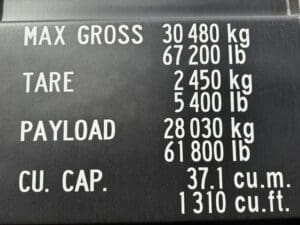 MAX GROSS 30 480 kg
67 200 lb
TARE 2 450 kg
5 400 lb
PAYLOAD 28 030 kg
61 800 lb
CU. CAP. 37.1 cu.m.
1 310 cu.ft.